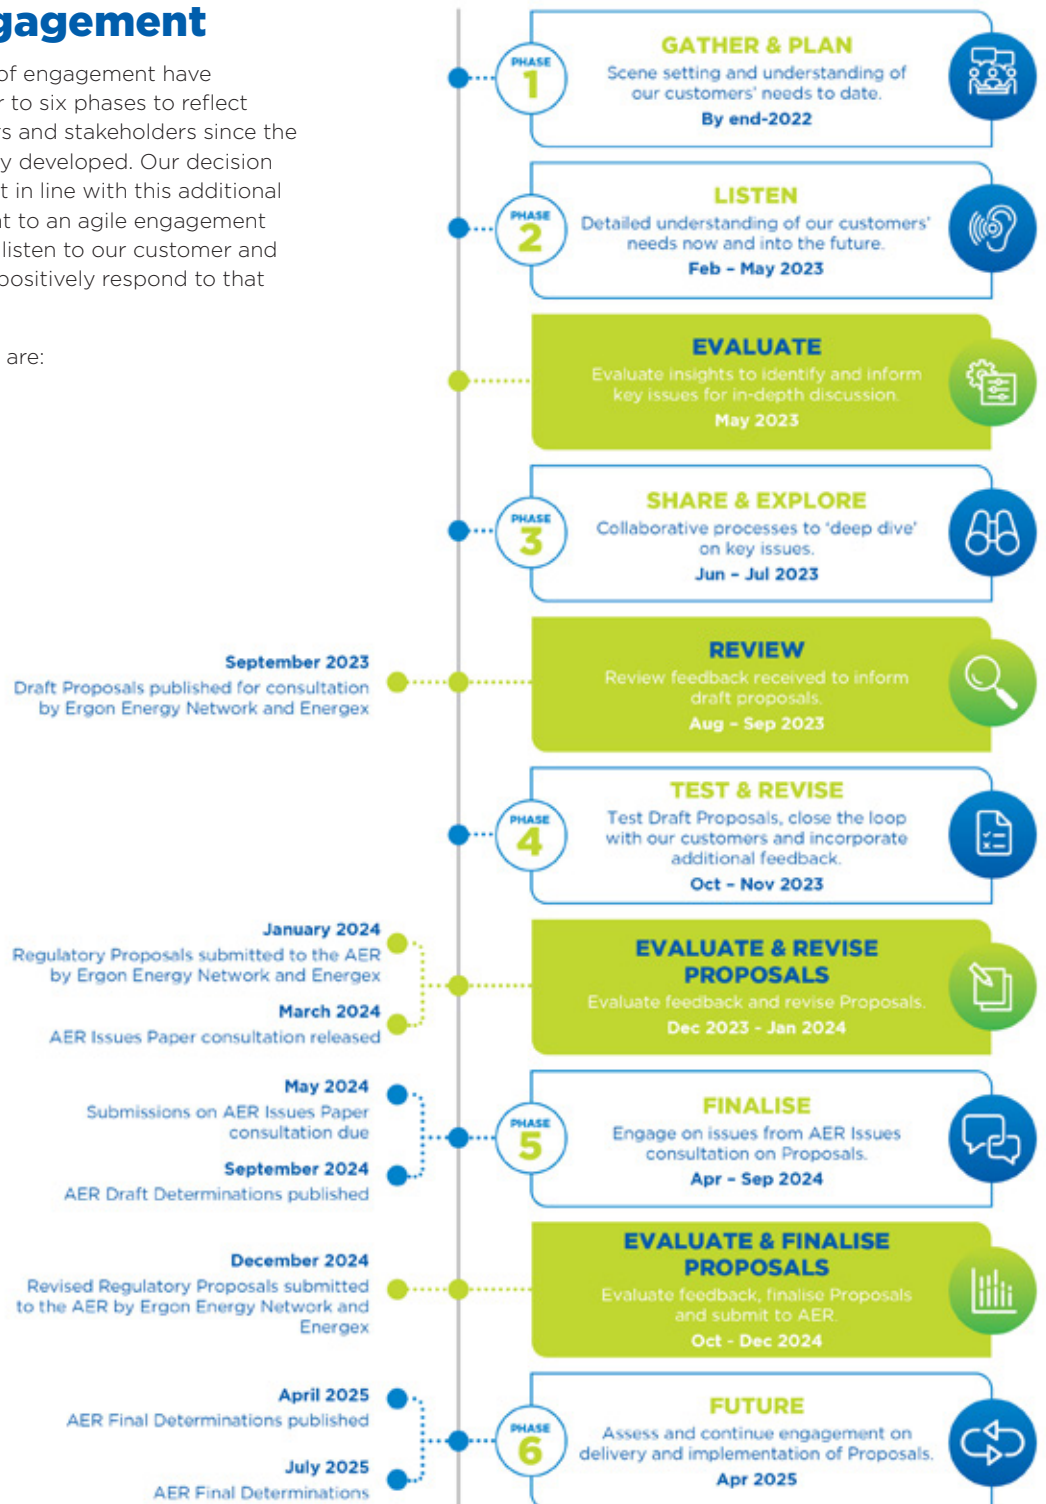 gagement
of engagement have
r to six phases to reflect
rs and stakeholders since the
y developed. Our decision
t in line with this additional
nt to an agile engagement
listen to our customer and
positively respond to that
are:
PHASE
1
GATHER & PLAN
Scene setting and understanding of
our customers' needs to date.
By end-2022
PHASE
2
LISTEN
Detailed understanding of our customers'
needs now and into the future.
Feb – May 2023
EVALUATE
Evaluate insights to identify and inform
key issues for in-depth discussion.
May 2023
PHASE
3
SHARE & EXPLORE
Collaborative processes to 'deep dive'
on key issues.
Jun – Jul 2023
September 2023
Draft Proposals published for consultation
by Ergon Energy Network and Energex
REVIEW
Review feedback received to inform
draft proposals.
Aug – Sep 2023
PHASE
4
TEST & REVISE
Test Draft Proposals, close the loop
with our customers and incorporate
additional feedback.
Oct – Nov 2023
January 2024
Regulatory Proposals submitted to the AER
by Ergon Energy Network and Energex
March 2024
AER Issues Paper consultation released
EVALUATE & REVISE
PROPOSALS
Evaluate feedback and revise Proposals.
Dec 2023 - Jan 2024
May 2024
Submissions on AER Issues Paper
consultation due
September 2024
AER Draft Determinations published
PHASE
5
FINALISE
Engage on issues from AER Issues
consultation on Proposals.
Apr – Sep 2024
December 2024
Revised Regulatory Proposals submitted
to the AER by Ergon Energy Network and
Energex
EVALUATE & FINALISE
PROPOSALS
Evaluate feedback, finalise Proposals
and submit to AER.
Oct - Dec 2024
April 2025
AER Final Determinations published
July 2025
AER Final Determinations
PHASE
6
FUTURE
Assess and continue engagement on
delivery and implementation of Proposals.
Apr 2025